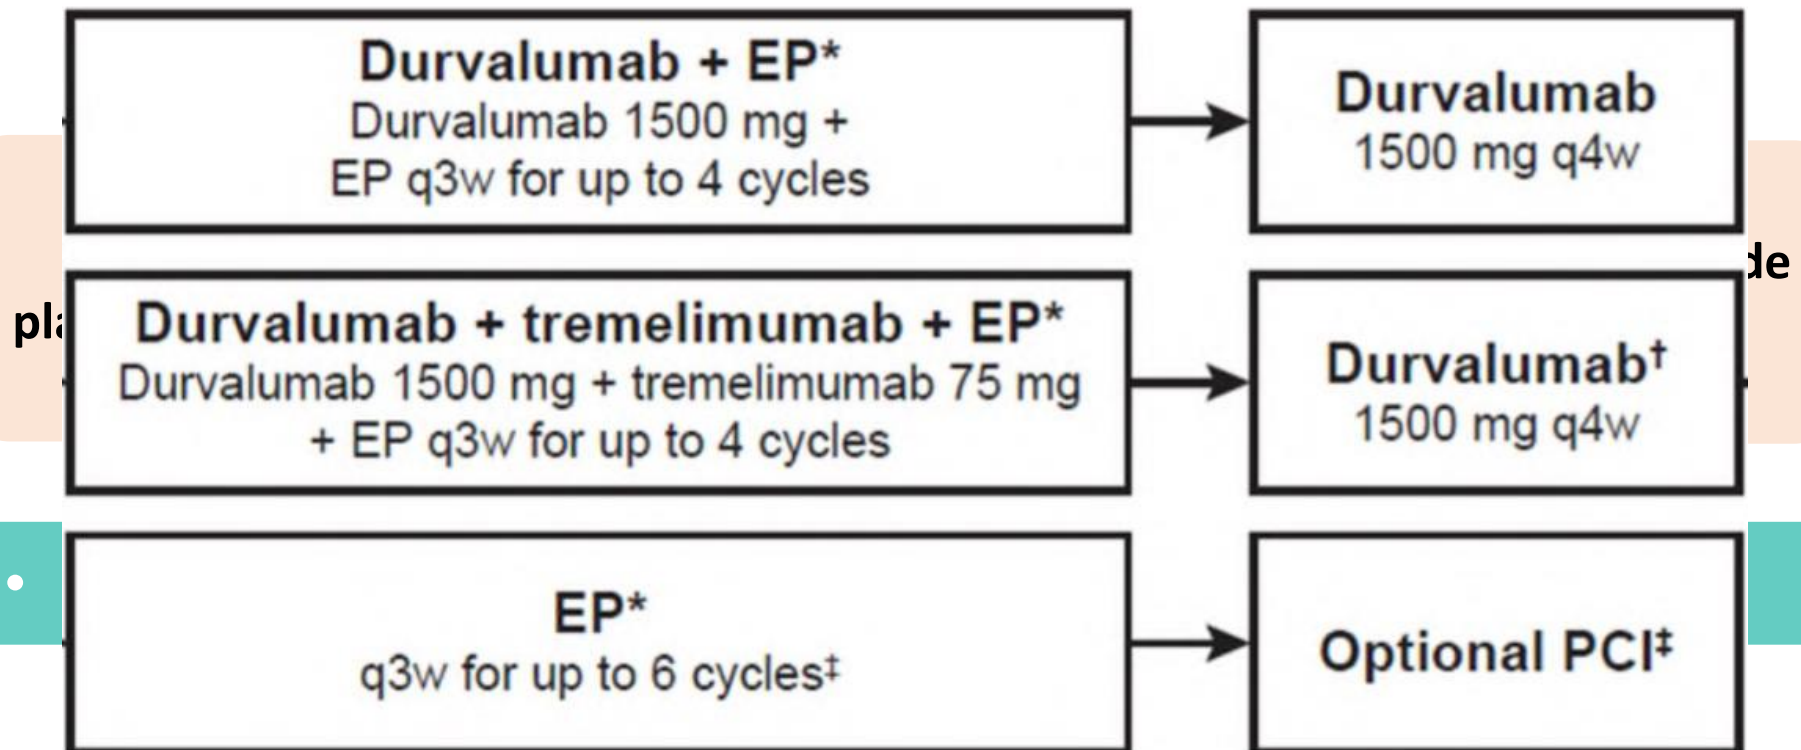 Durvalumab + EP*
Durvalumab 1500 mg +
EP q3w for up to 4 cycles
Durvalumab
1500 mg q4w
Durvalumab + tremelimumab + EP*
Durvalumab 1500 mg + tremelimumab 75 mg
+ EP q3w for up to 4 cycles
Durvalumab†
1500 mg q4w
EP*
q3w for up to 6 cycles‡
Optional PCI‡